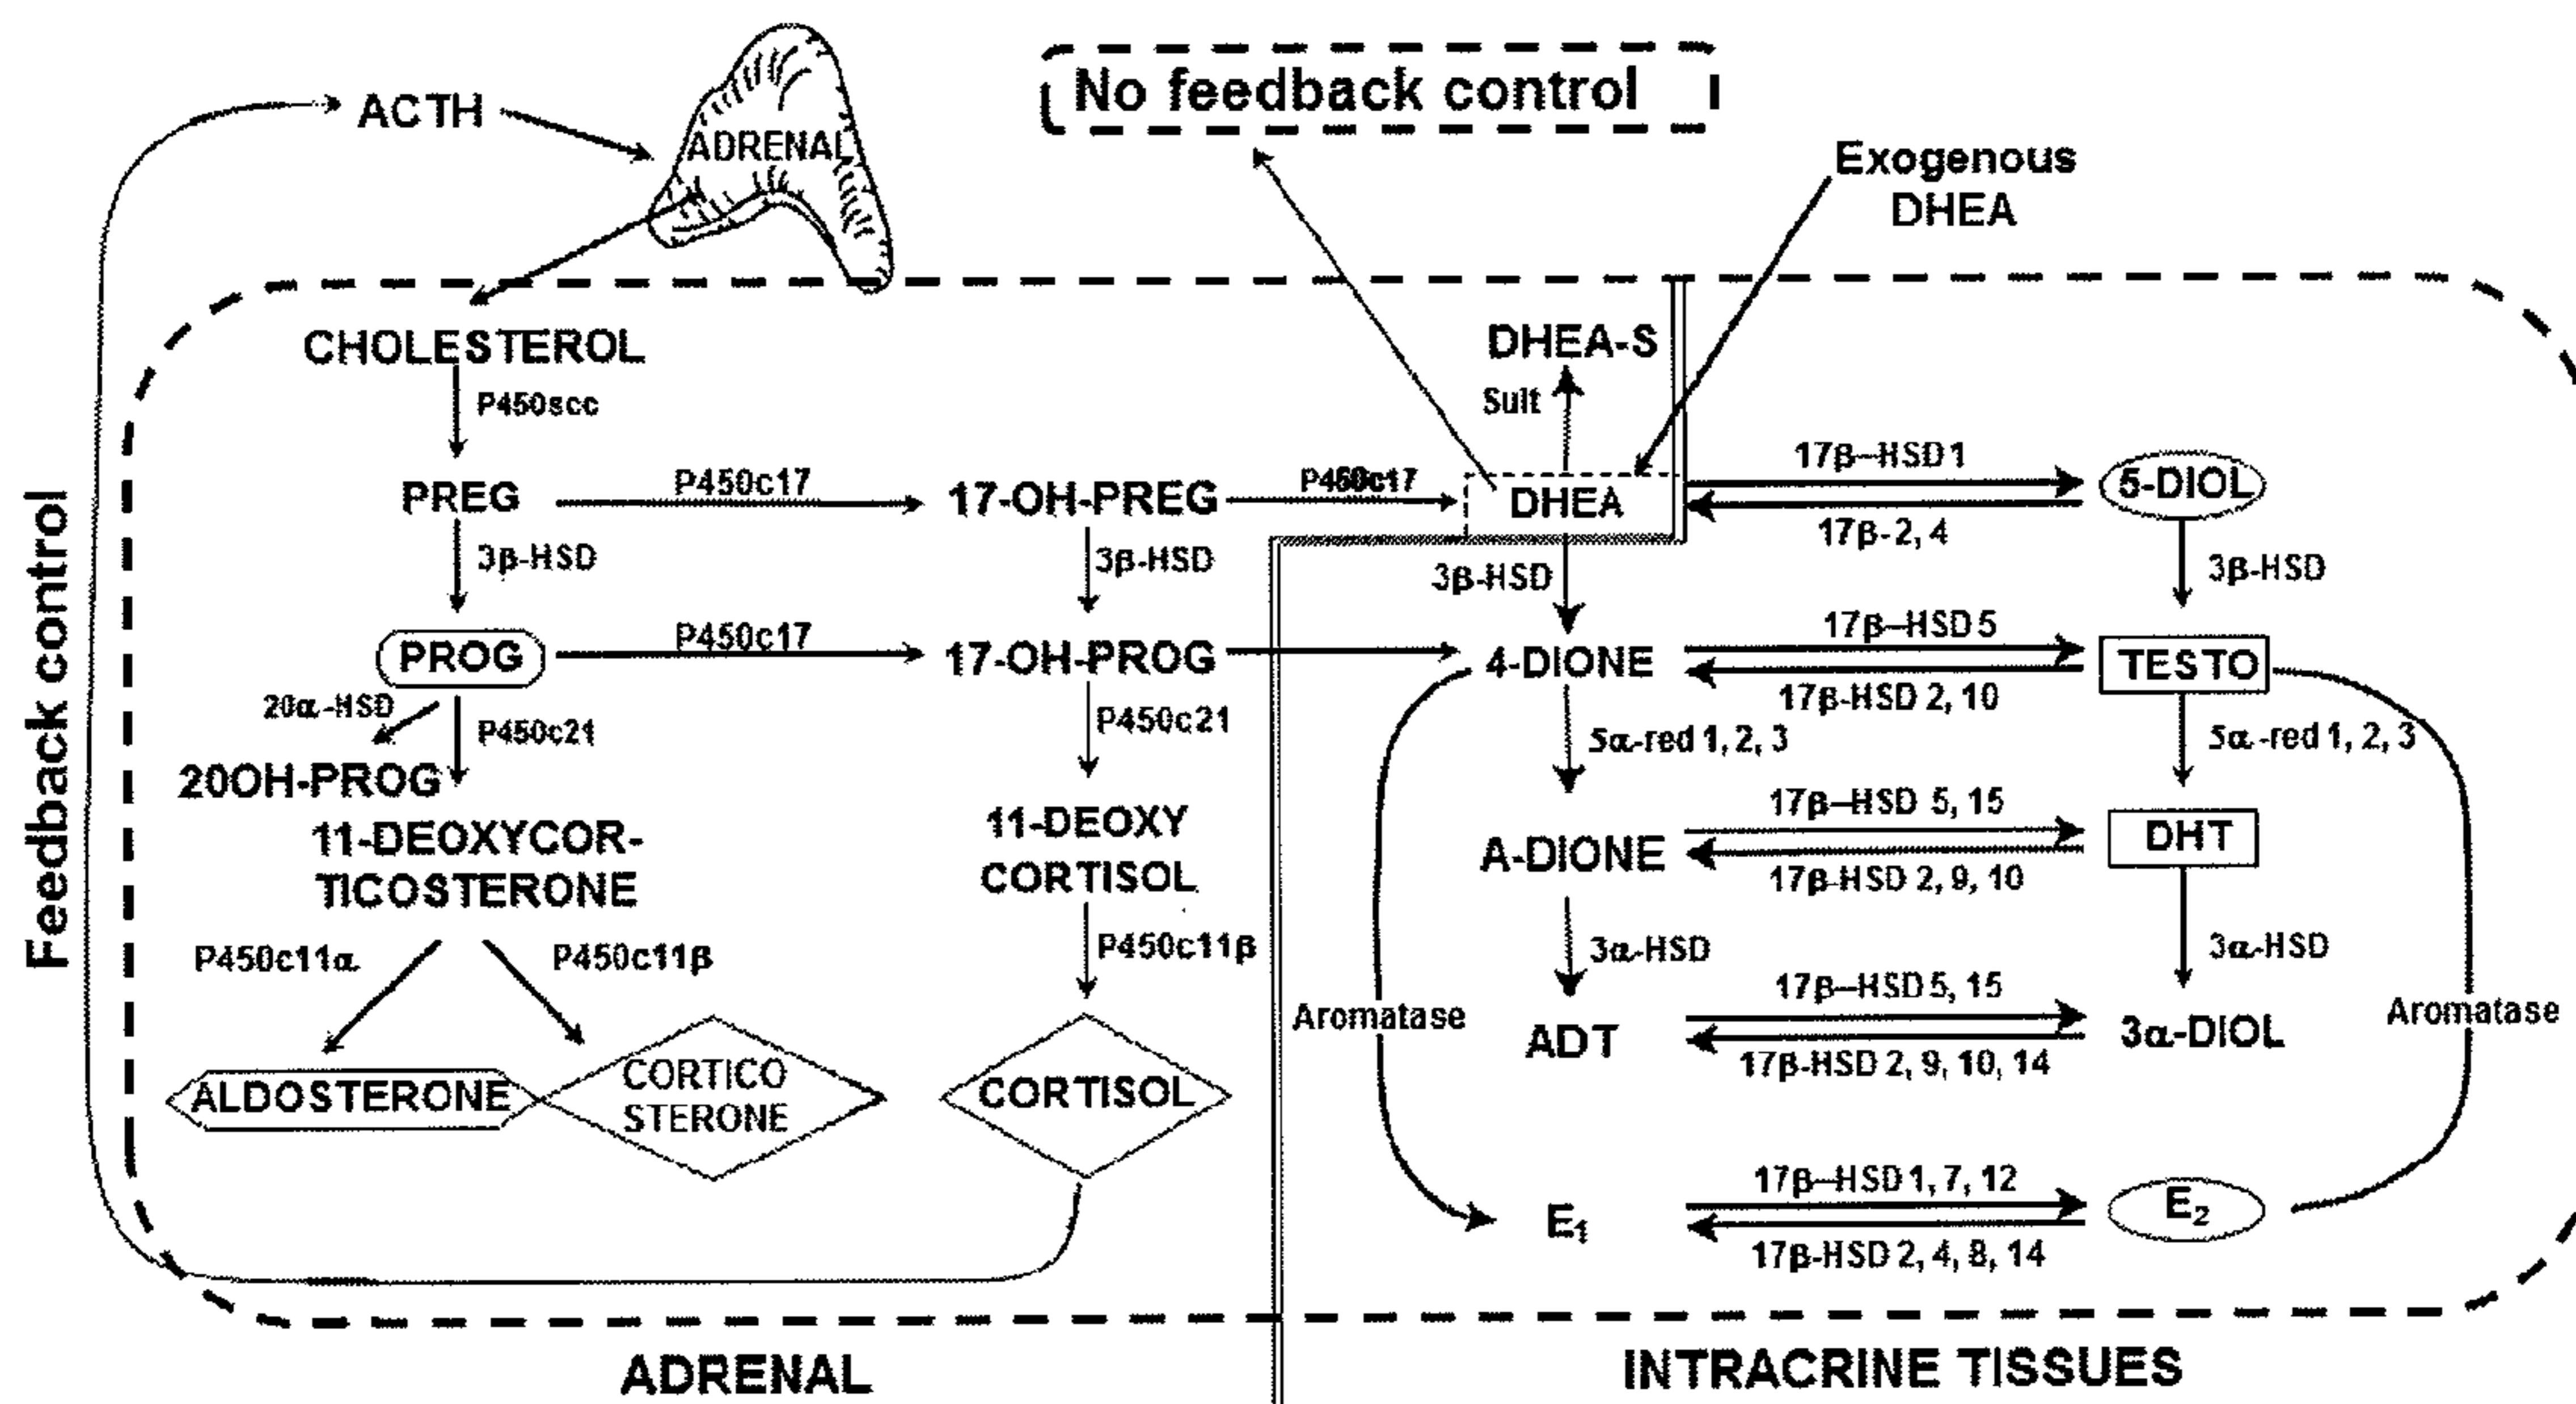 No feedback control
ACTH
ADRENAL
Exogenous
DHEA
Feedback control
CHOLESTEROL
P450scc
DHEA-S
Sult
PREG
P450c17
17-OH-PREG
P450c17
DHEA
17β-HSD 1
17β-2, 4
5-DIOL
3β-HSD
3β-HSD
3β-HSD
3β-HSD
PROG
P450c17
17-OH-PROG
4-DIONE
17β-HSD 5
17β-HSD 2, 10
TESTO
20α-HSD
P450c21
P450c21
5α-red 1, 2, 3
5α-red 1, 2, 3
20OH-PROG
11-DEOXYCOR-
TICOSTERONE
11-DEOXY
CORTISOL
A-DIONE
17β-HSD 5, 15
17β-HSD 2, 9, 10
DHT
P450c11α
P450c11β
P450c11β
3α-HSD
3α-HSD
Aromatase
ADT
17β-HSD 5, 15
17β-HSD 2, 9, 10, 14
3α-DIOL
Aromatase
ALDOSTERONE
CORTICO
STERONE
CORTISOL
E₁
17β-HSD 1, 7, 12
17β-HSD 2, 4, 8, 14
E₂
ADRENAL
INTRACRINE TISSUES